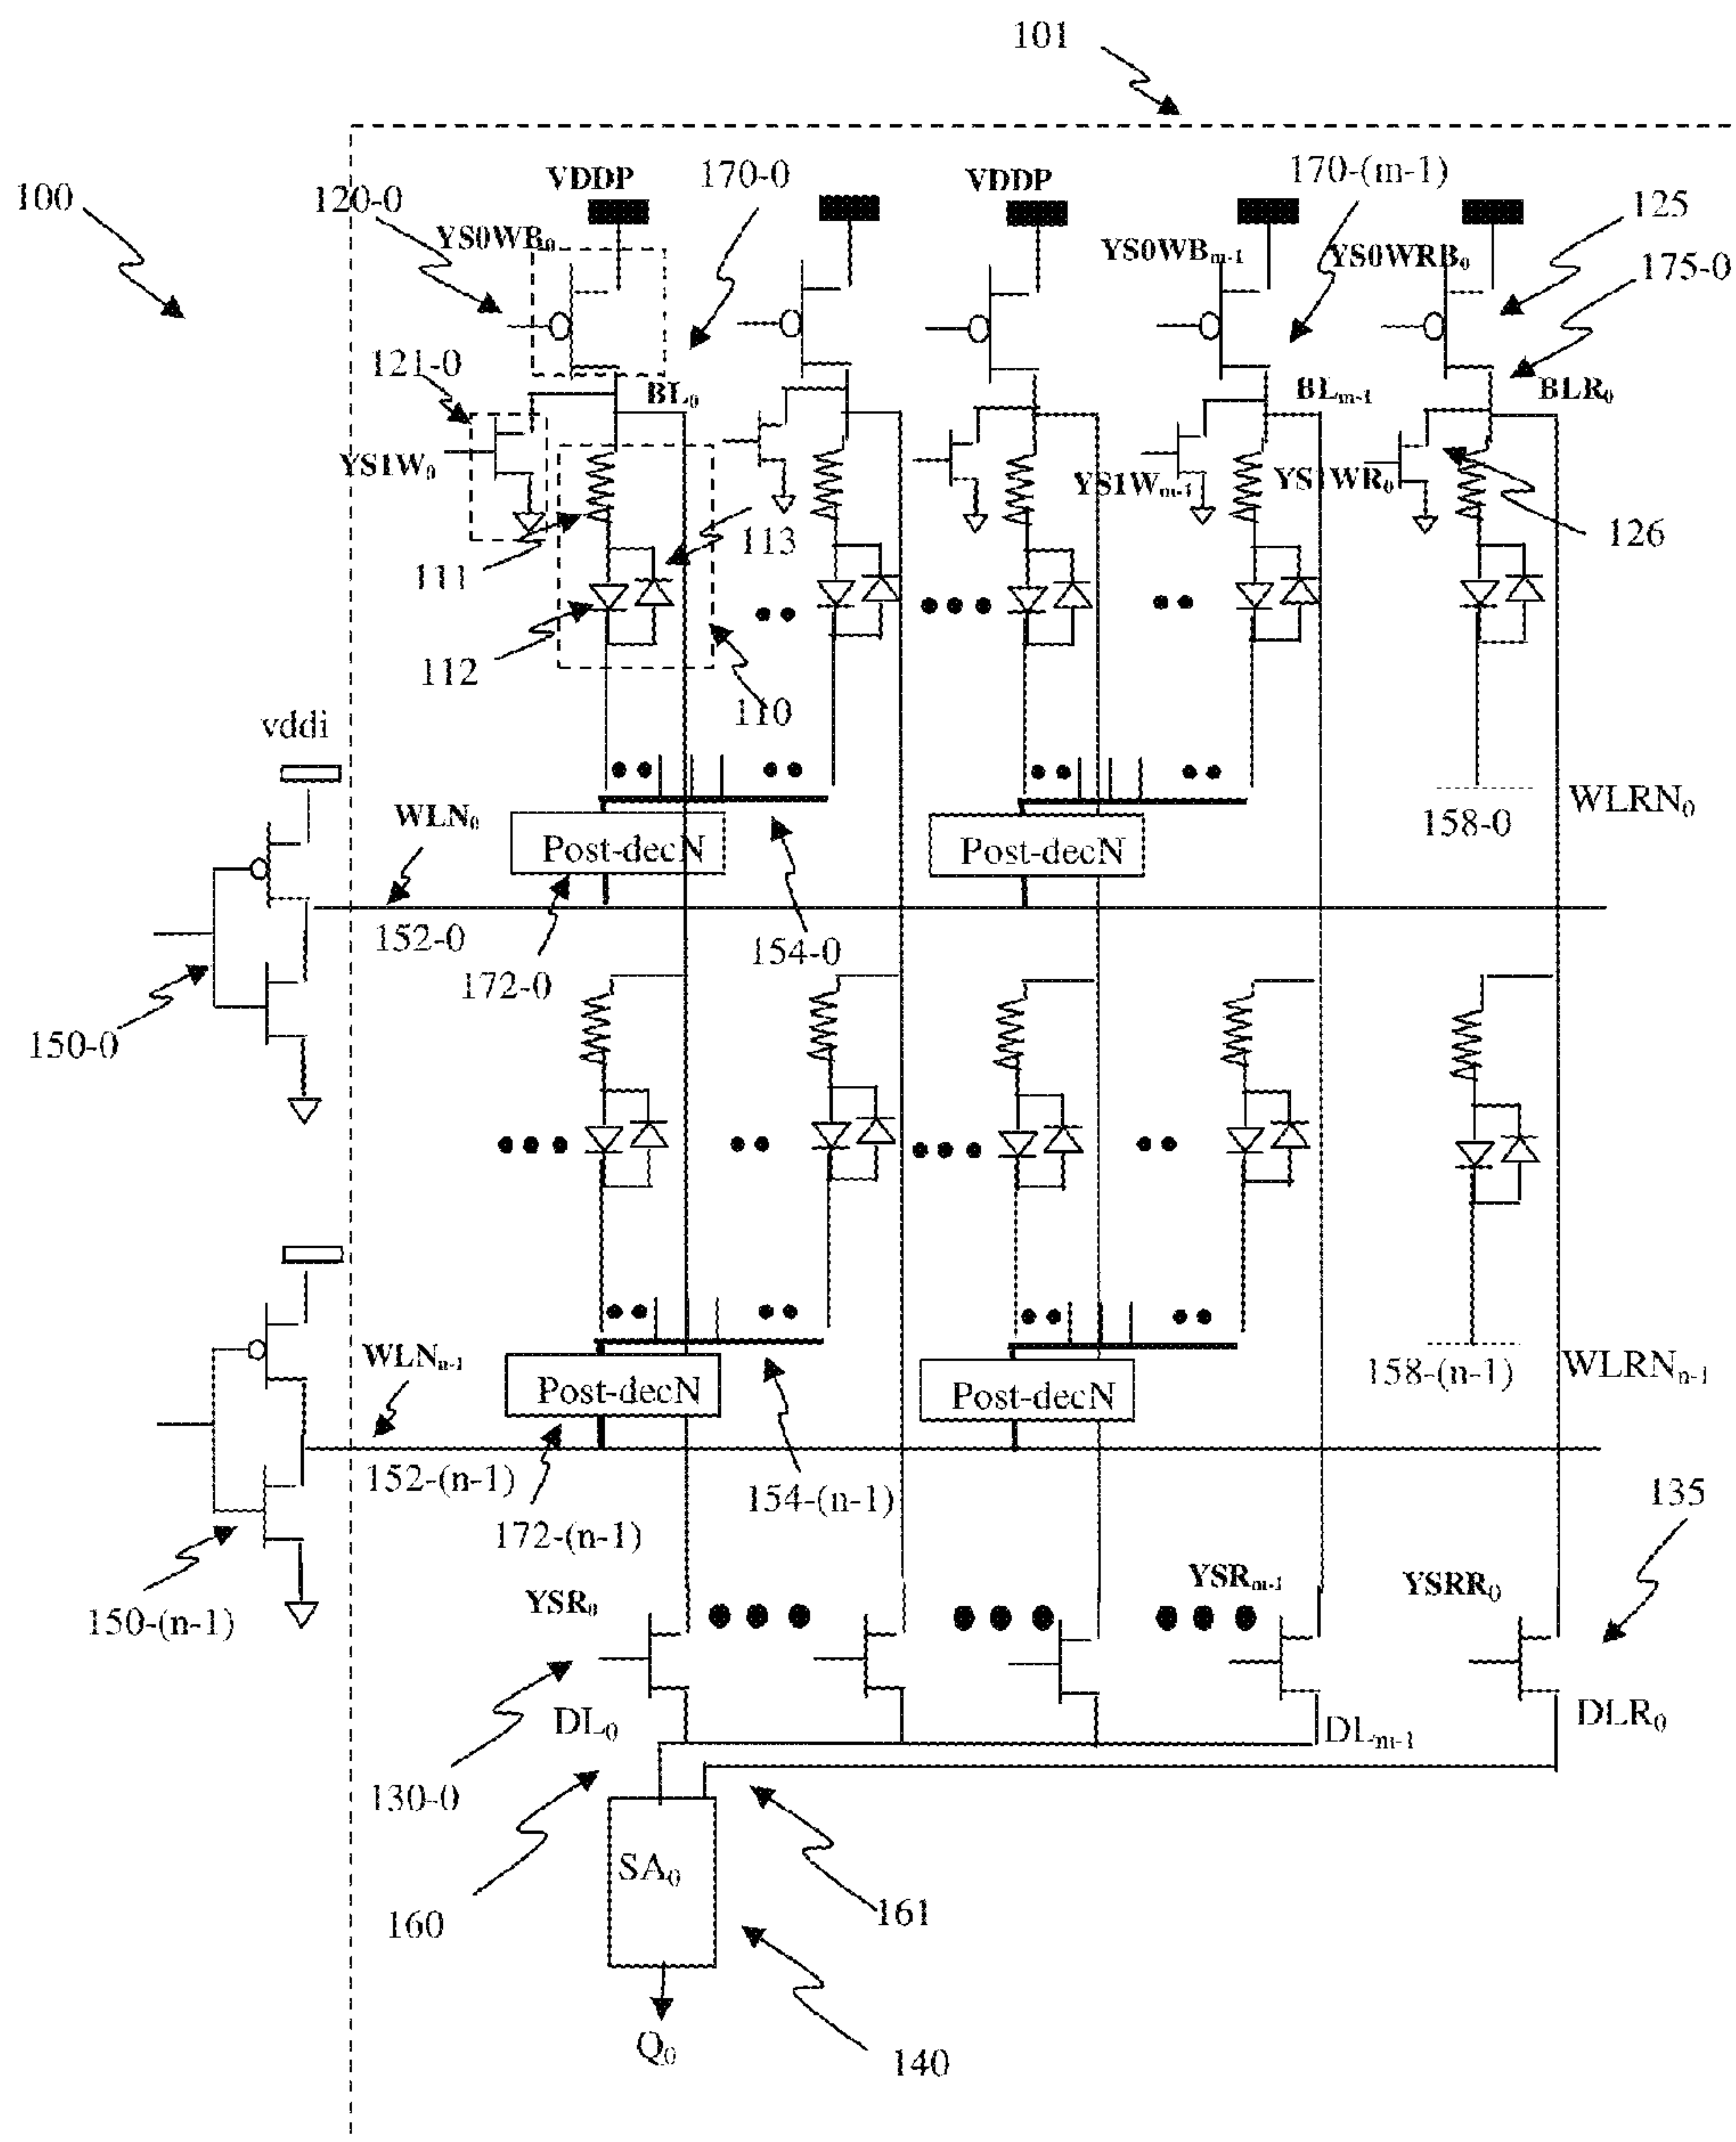 101
100
120-0
VDDP
170-0
VDDP
170-(m-1)
125
YS0WB₀
YS0WBₘ₋₁
YS0WRB₀
175-0
121-0
BL₀
BLₘ₋₁
BLR₀
YS1W₀
YS1Wₘ₋₁
YS1WR₀
111
113
126
112
110
vddi
WLN₀
Post-decN
Post-decN
158-0
WLRN₀
152-0
172-0
154-0
150-0
WLNₙ₋₁
Post-decN
Post-decN
158-(n-1)
WLRNₙ₋₁
152-(n-1)
172-(n-1)
154-(n-1)
135
150-(n-1)
YSR₀
YSRₘ₋₁
YSRR₀
DL₀
DLₘ₋₁
DLR₀
130-0
SA₀
160
161
Q₀
140